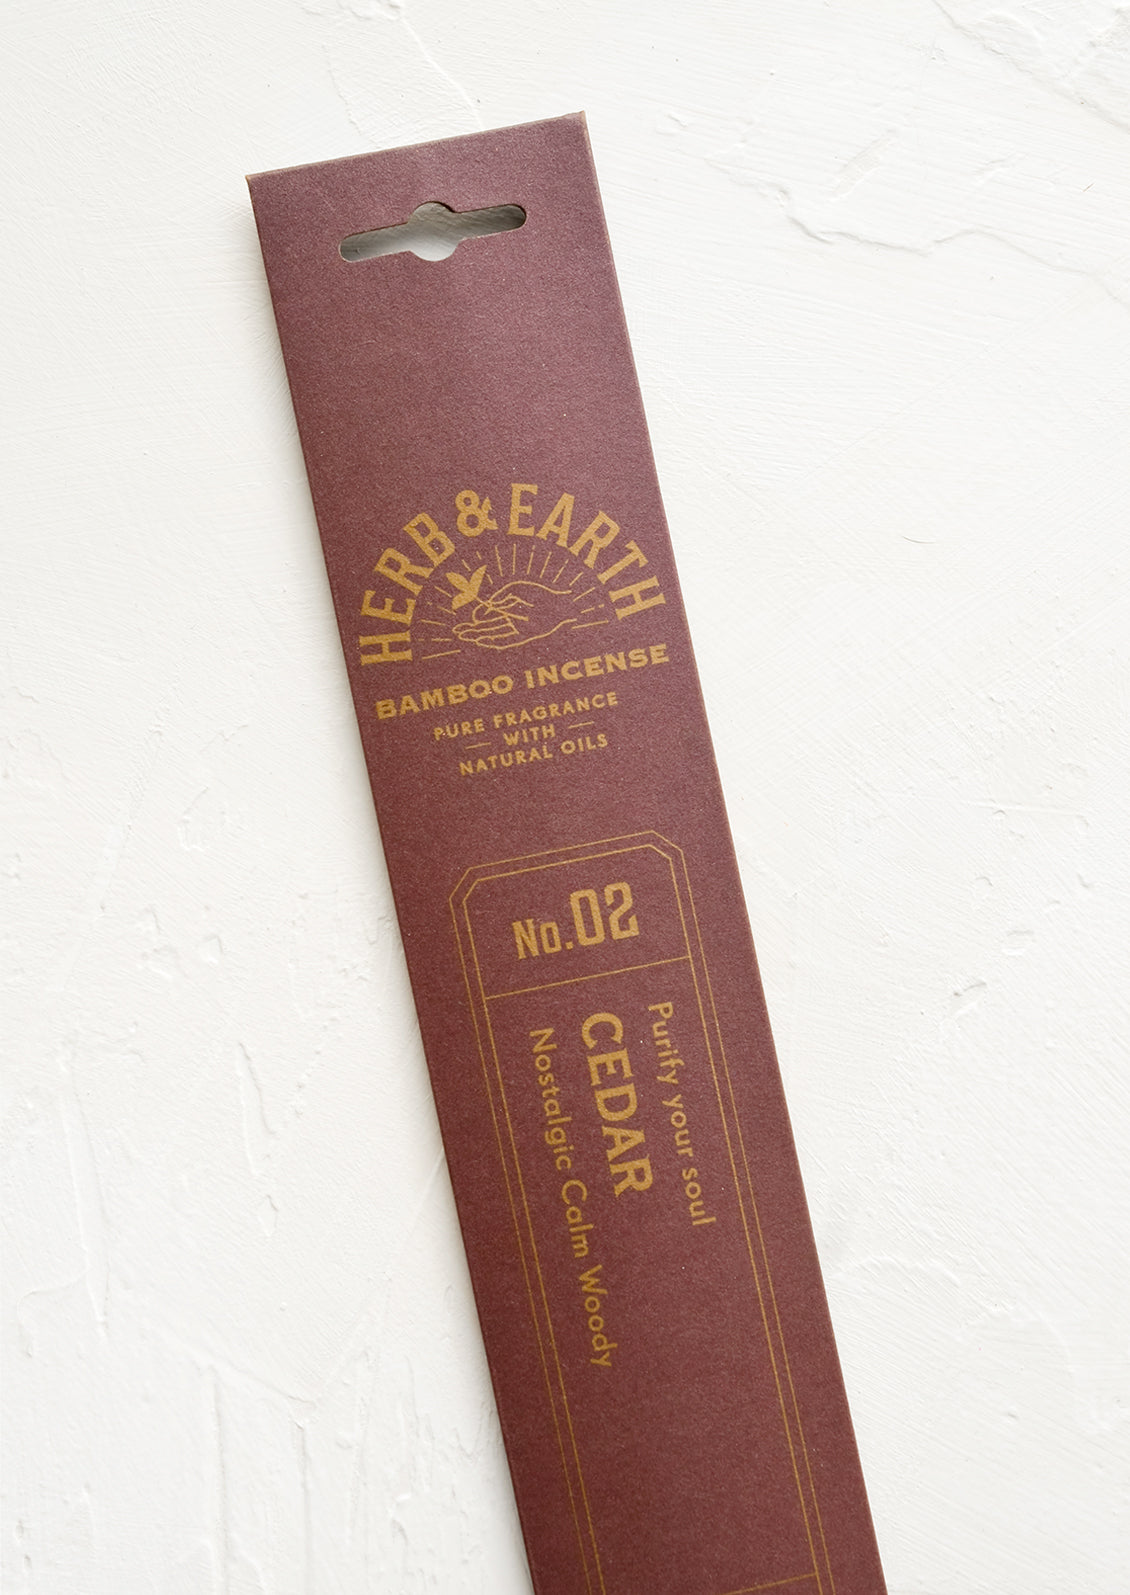 HERB & EARTH
BAMBOO INCENSE
PURE FRAGRANCE
— WITH —
NATURAL OILS
No.02
Purify your soul
CEDAR
Nostalgic Calm Woody